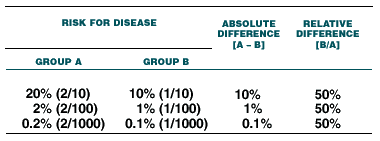 RISK FOR DISEASE ABSOLUTE RELATIVE
DIFFERENCE DIFFERENCE
[A – B] [B/A]
GROUP A GROUP B
20% (2/10) 10% (1/10) 10% 50%
2% (2/100) 1% (1/100) 1% 50%
0.2% (2/1000) 0.1% (1/1000) 0.1% 50%